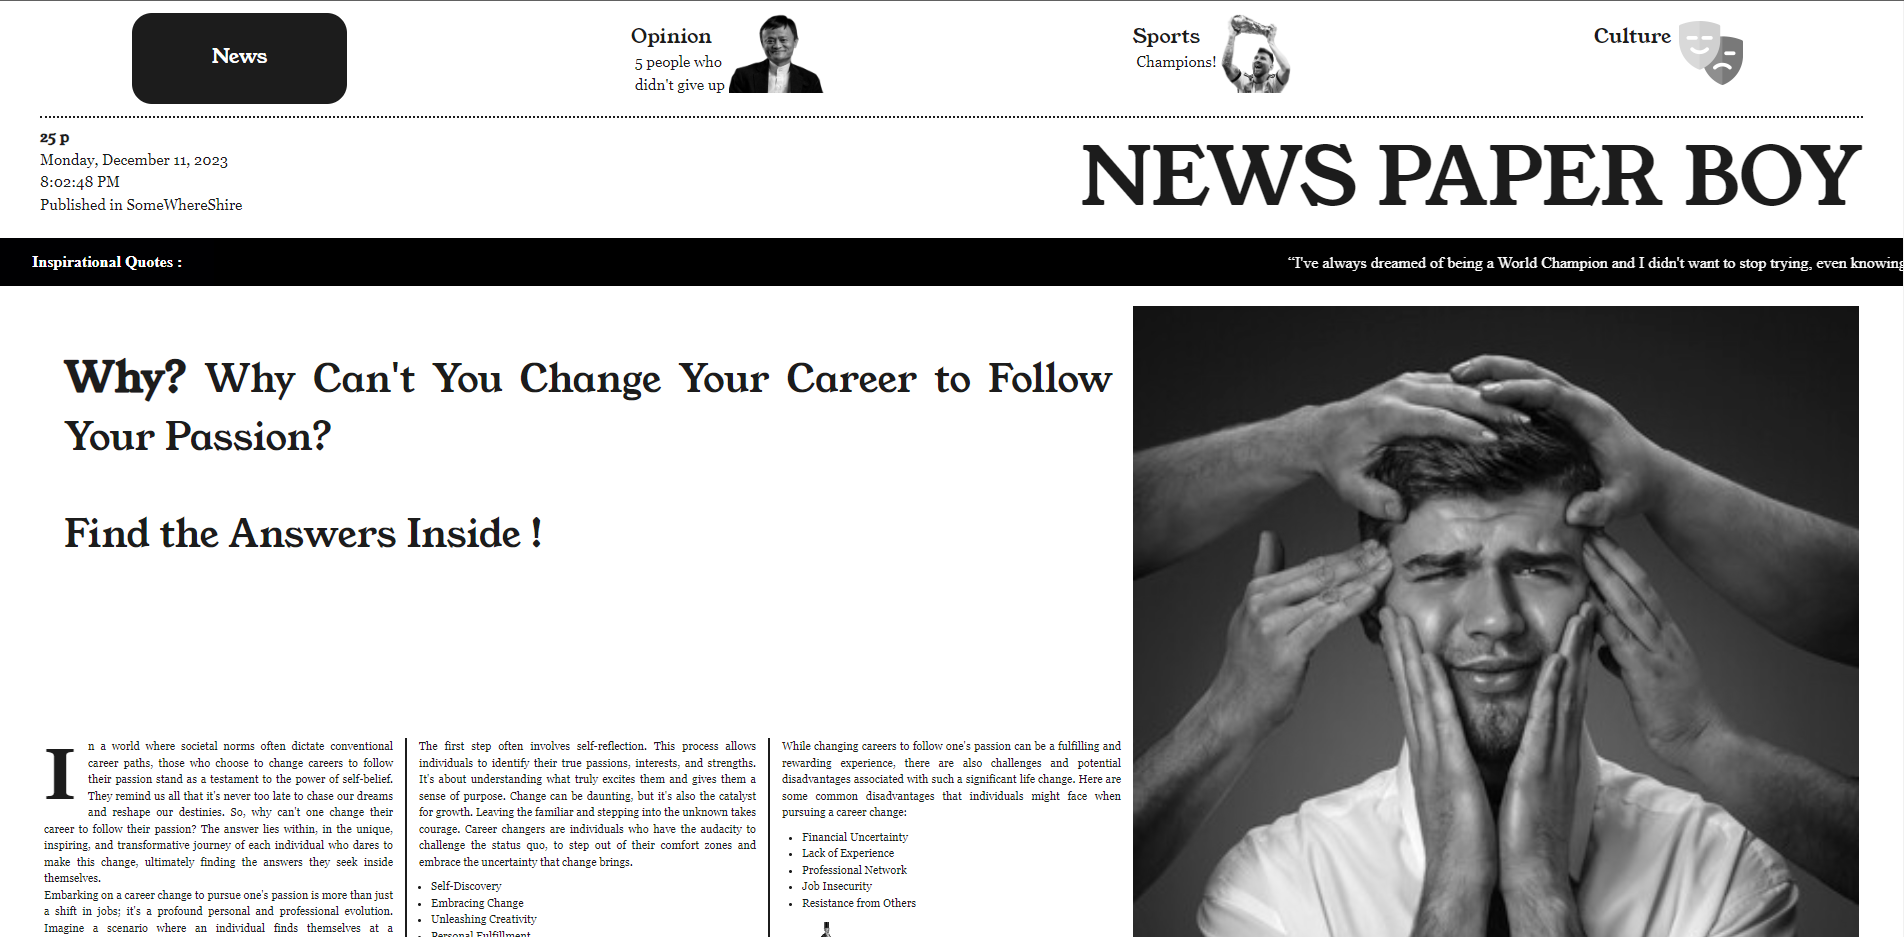 News
Opinion
5 people who
didn't give up
Sports
Champions!
Culture
25 p
Monday, December 11, 2023
8:02:48 PM
Published in SomeWhereShire
NEWS PAPER BOY
Inspirational Quotes :
“I've always dreamed of being a World Champion and I didn't want to stop trying, even knowing
Why? Why Can't You Change Your Career to Follow
Your Passion?
Find the Answers Inside !
In a world where societal norms often dictate conventional
career paths, those who choose to change careers to follow
their passion stand as a testament to the power of self-belief.
They remind us all that it's never too late to chase our dreams
and reshape our destinies. So, why can't one change their
career to follow their passion? The answer lies within, in the unique,
inspiring, and transformative journey of each individual who dares to
make this change, ultimately finding the answers they seek inside
themselves.
Embarking on a career change to pursue one's passion is more than just
a shift in jobs; it's a profound personal and professional evolution.
Imagine a scenario where an individual finds themselves at a
The first step often involves self-reflection. This process allows
individuals to identify their true passions, interests, and strengths.
It's about understanding what truly excites them and gives them a
sense of purpose. Change can be daunting, but it's also the catalyst
for growth. Leaving the familiar and stepping into the unknown takes
courage. Career changers are individuals who have the audacity to
challenge the status quo, to step out of their comfort zones and
embrace the uncertainty that change brings.
• Self-Discovery
• Embracing Change
• Unleashing Creativity
• Personal Fulfillment
While changing careers to follow one's passion can be a fulfilling and
rewarding experience, there are also challenges and potential
disadvantages associated with such a significant life change. Here are
some common disadvantages that individuals might face when
pursuing a career change:
• Financial Uncertainty
• Lack of Experience
• Professional Network
• Job Insecurity
• Resistance from Others